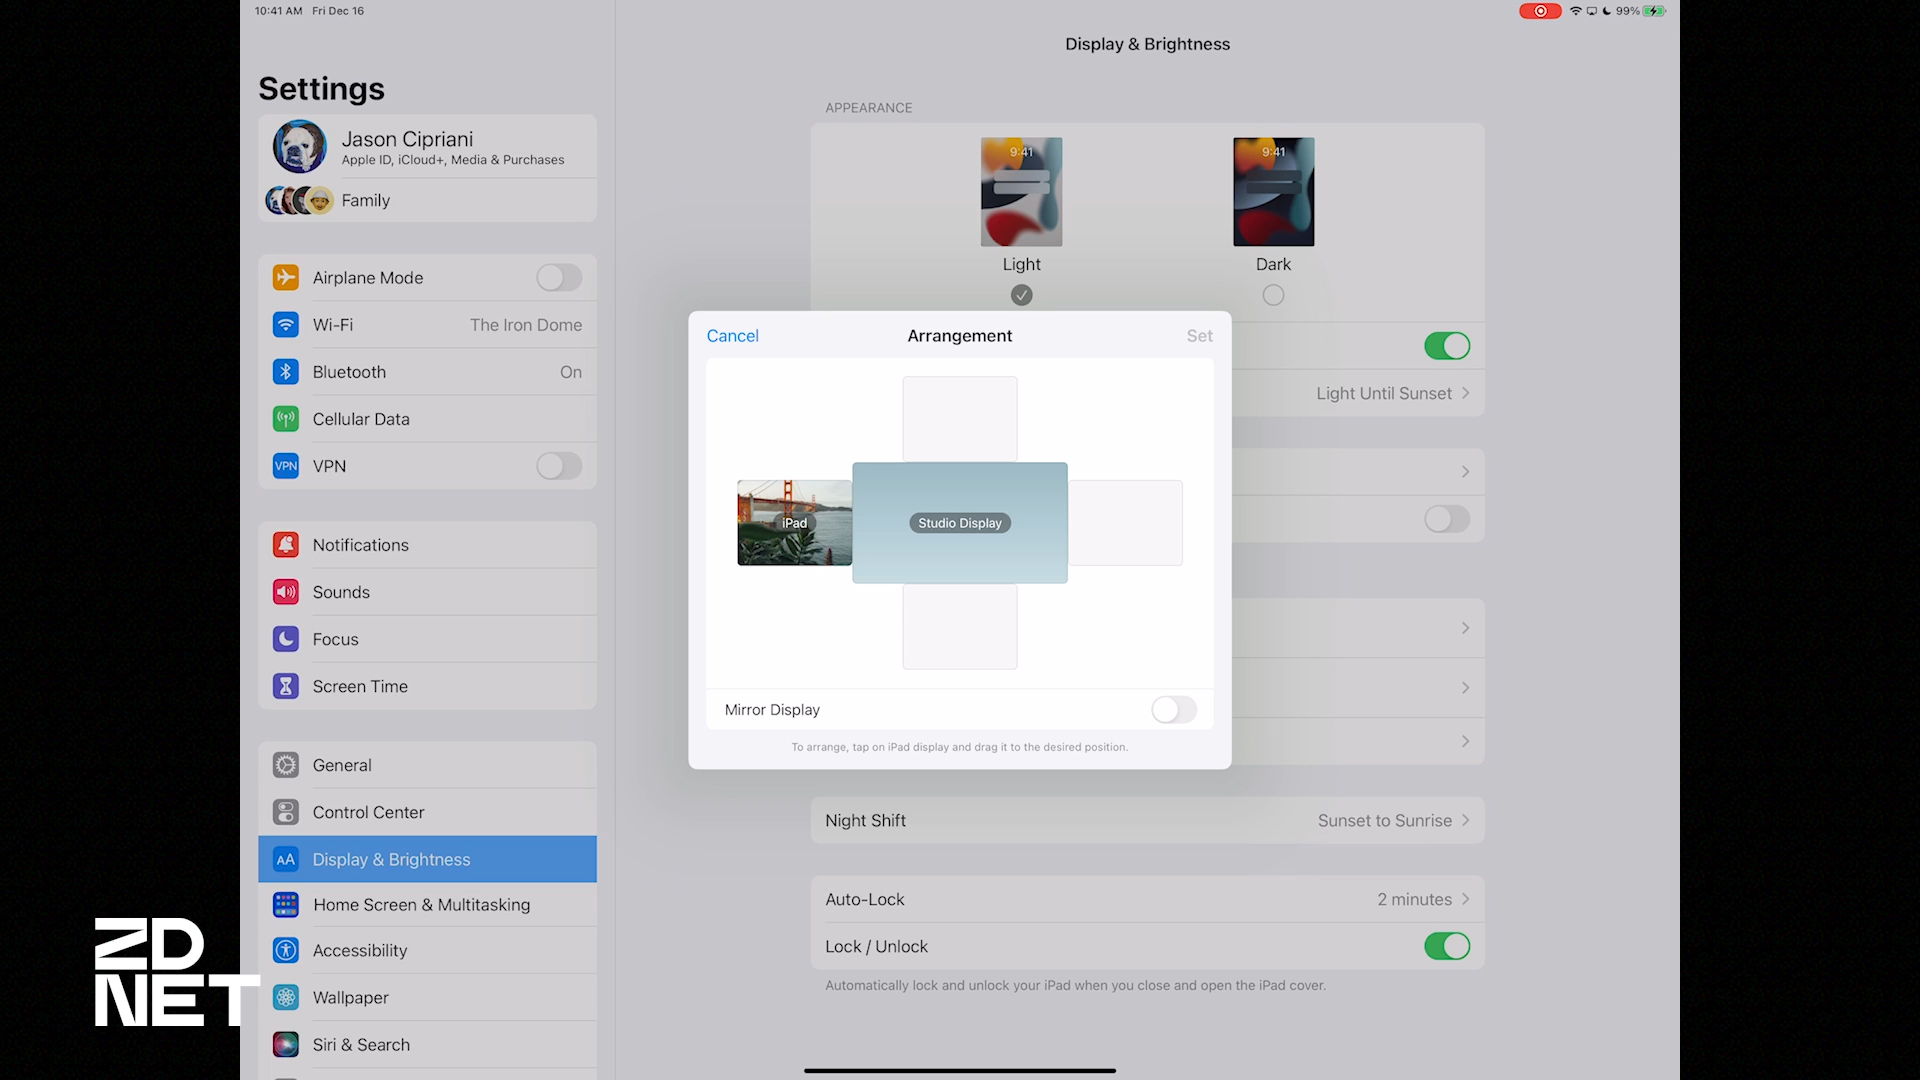 10:41 AM Fri Dec 16
99%
Settings
Jason Cipriani
Apple ID, iCloud+, Media & Purchases
Family
Airplane Mode
Wi-Fi The Iron Dome
Bluetooth On
Cellular Data
VPN VPN
Notifications
Sounds
Focus
Screen Time
General
Control Center
AA Display & Brightness
Home Screen & Multitasking
Accessibility
Wallpaper
Siri & Search
Display & Brightness
APPEARANCE
9:41 9:41
Light Dark
Light Until Sunset
Cancel Arrangement Set
iPad Studio Display
Mirror Display
To arrange, tap on iPad display and drag it to the desired position.
Night Shift Sunset to Sunrise
Auto-Lock 2 minutes
Lock / Unlock
Automatically lock and unlock your iPad when you close and open the iPad cover.
ZD
NET